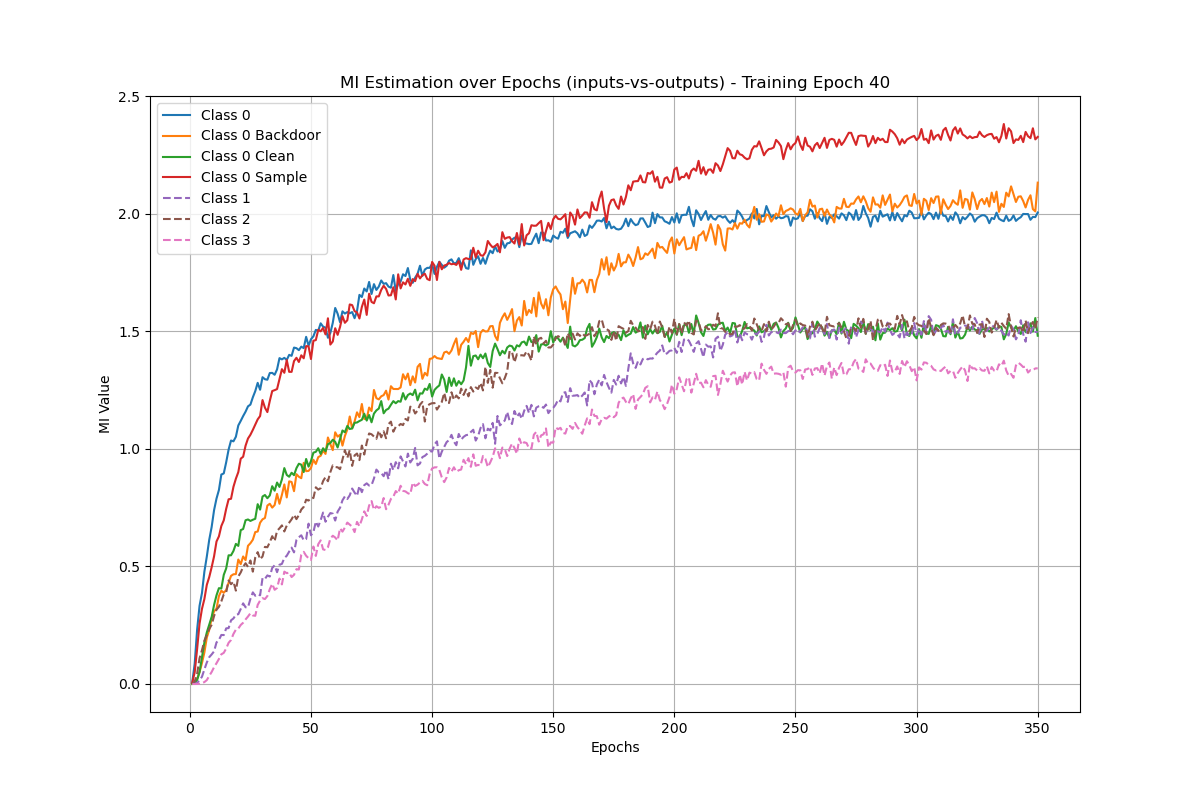 MI Estimation over Epochs (inputs-vs-outputs) - Training Epoch 40
2.5
2.0
1.5
1.0
0.5
0.0
MI Value
Class 0
Class 0 Backdoor
Class 0 Clean
Class 0 Sample
Class 1
Class 2
Class 3
0 50 100 150 200 250 300 350
Epochs